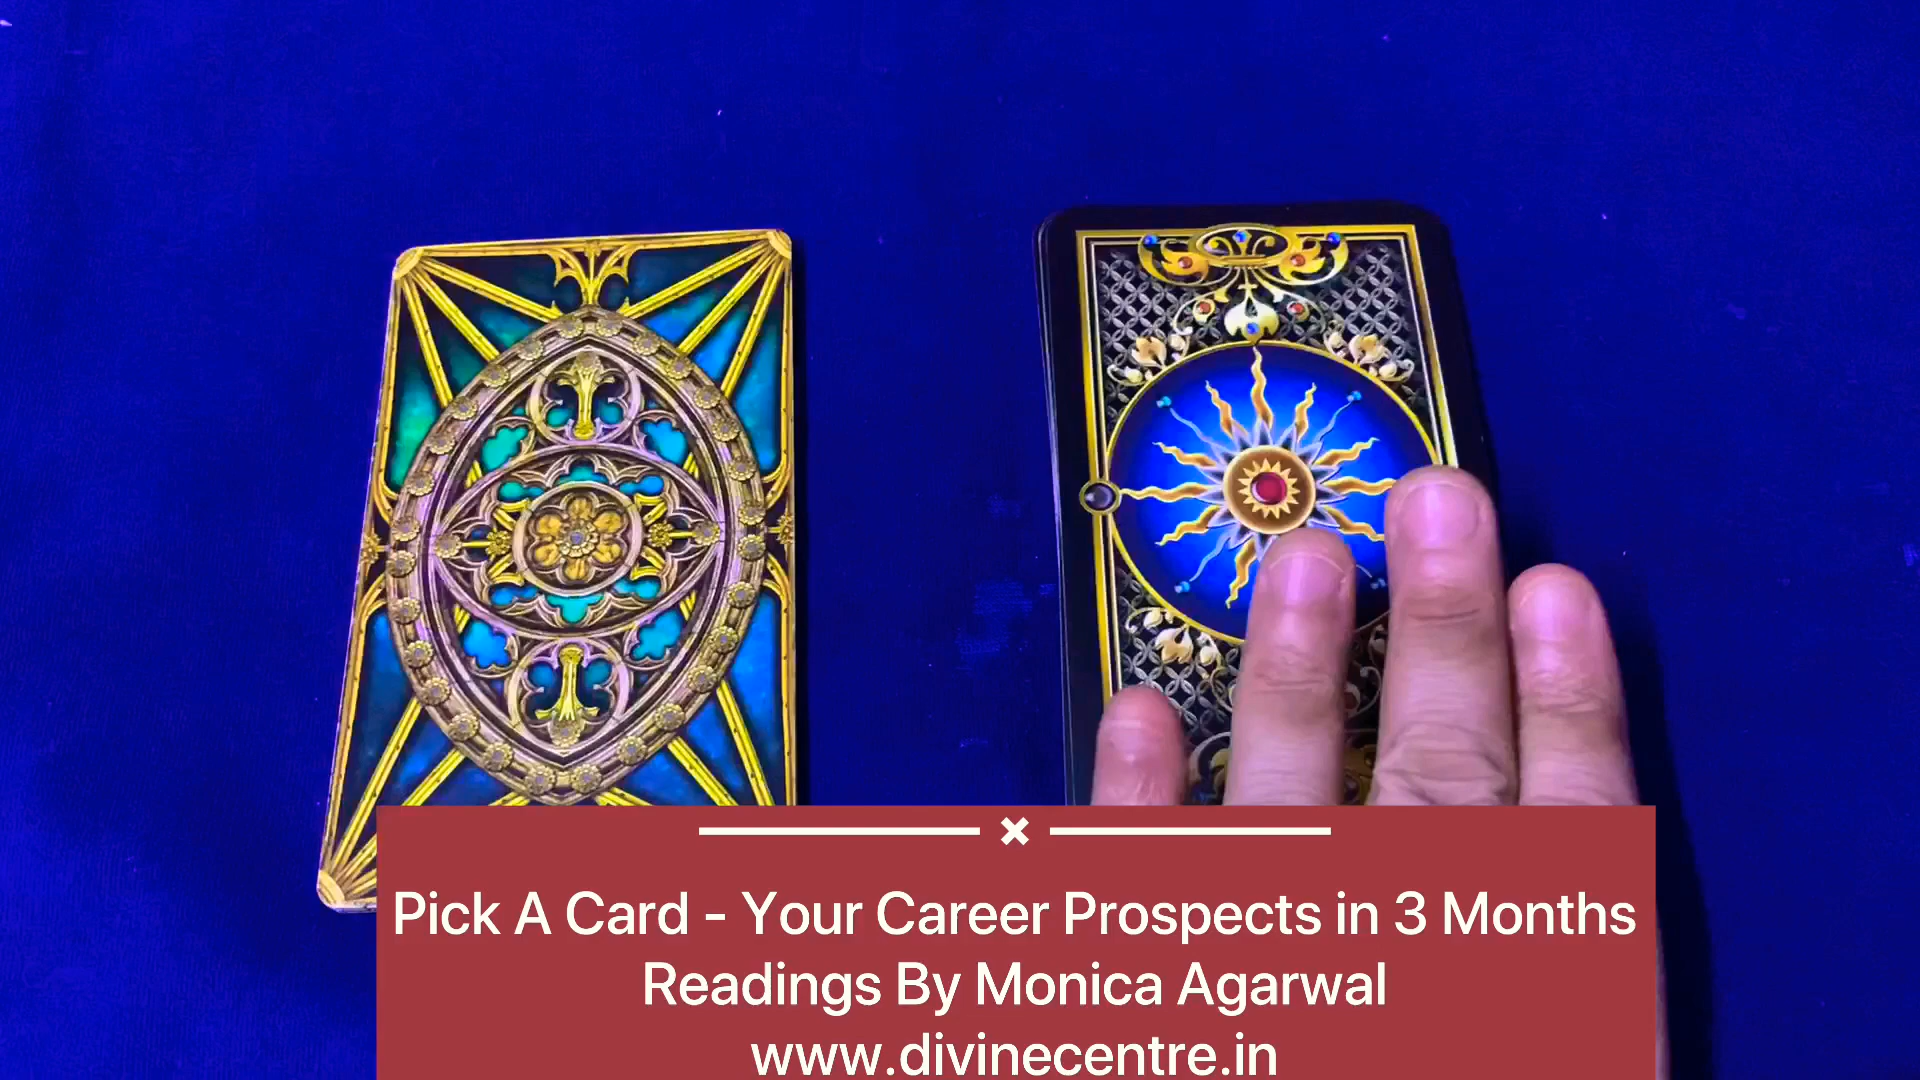 Pick A Card - Your Career Prospects in 3 Months
Readings By Monica Agarwal
www.divinecentre.in